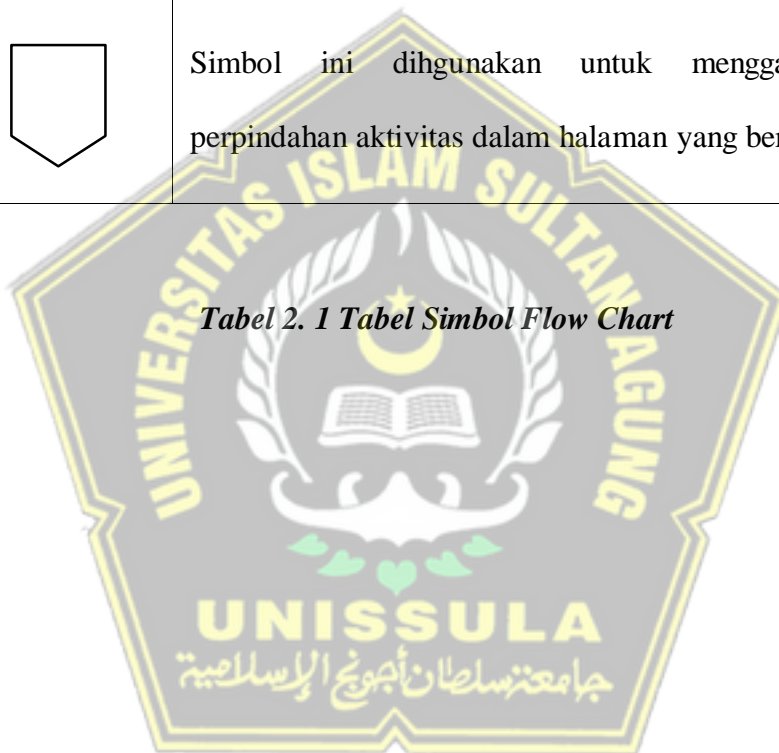 Simbol ini dihgunakan untuk mengga
perpindahan aktivitas dalam halaman yang ber
UNIVERSITAS ISLAM SULTAN AGUNG
Tabel 2. 1 Tabel Simbol Flow Chart
UNISSULA
جامعة سلطان أجونج الإسلامية